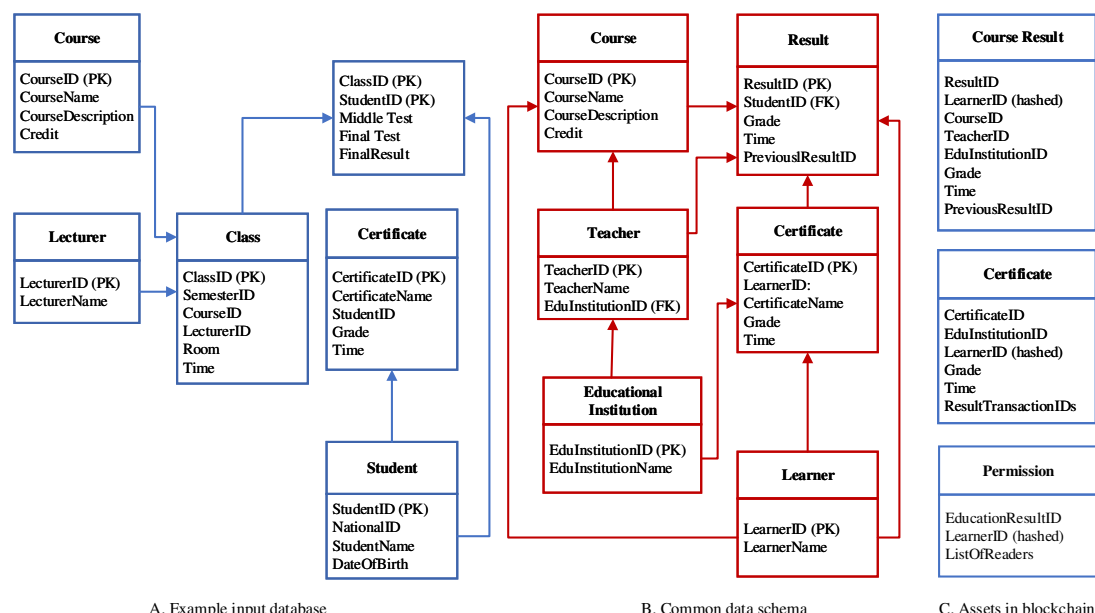 Course
CourseID (PK)
CourseName
CourseDescription
Credit
ClassID (PK)
StudentID (PK)
Middle Test
Final Test
FinalResult
Lecturer
LecturerID (PK)
LecturerName
Class
ClassID (PK)
SemesterID
CourseID
LecturerID
Room
Time
Certificate
CertificateID (PK)
CertificateName
StudentID
Grade
Time
Student
StudentID (PK)
NationalID
StudentName
DateOfBirth
A. Example input database
Course
CourseID (PK)
CourseName
CourseDescription
Credit
Result
ResultID (PK)
StudentID (FK)
Grade
Time
PreviouslResultID
Teacher
TeacherID (PK)
TeacherName
EduInstitutionID (FK)
Certificate
CertificateID (PK)
LearnerID:
CertificateName
Grade
Time
Educational
Institution
EduInstitutionID (PK)
EduInstitutionName
Learner
LearnerID (PK)
LearnerName
B. Common data schema
Course Result
ResultID
LearnerID (hashed)
CourseID
TeacherID
EduInstitutionID
Grade
Time
PreviousResultID
Certificate
CertificateID
EduInstitutionID
LearnerID (hashed)
Grade
Time
ResultTransactionIDs
Permission
EducationResultID
LearnerID (hashed)
ListOfReaders
C. Assets in blockchain